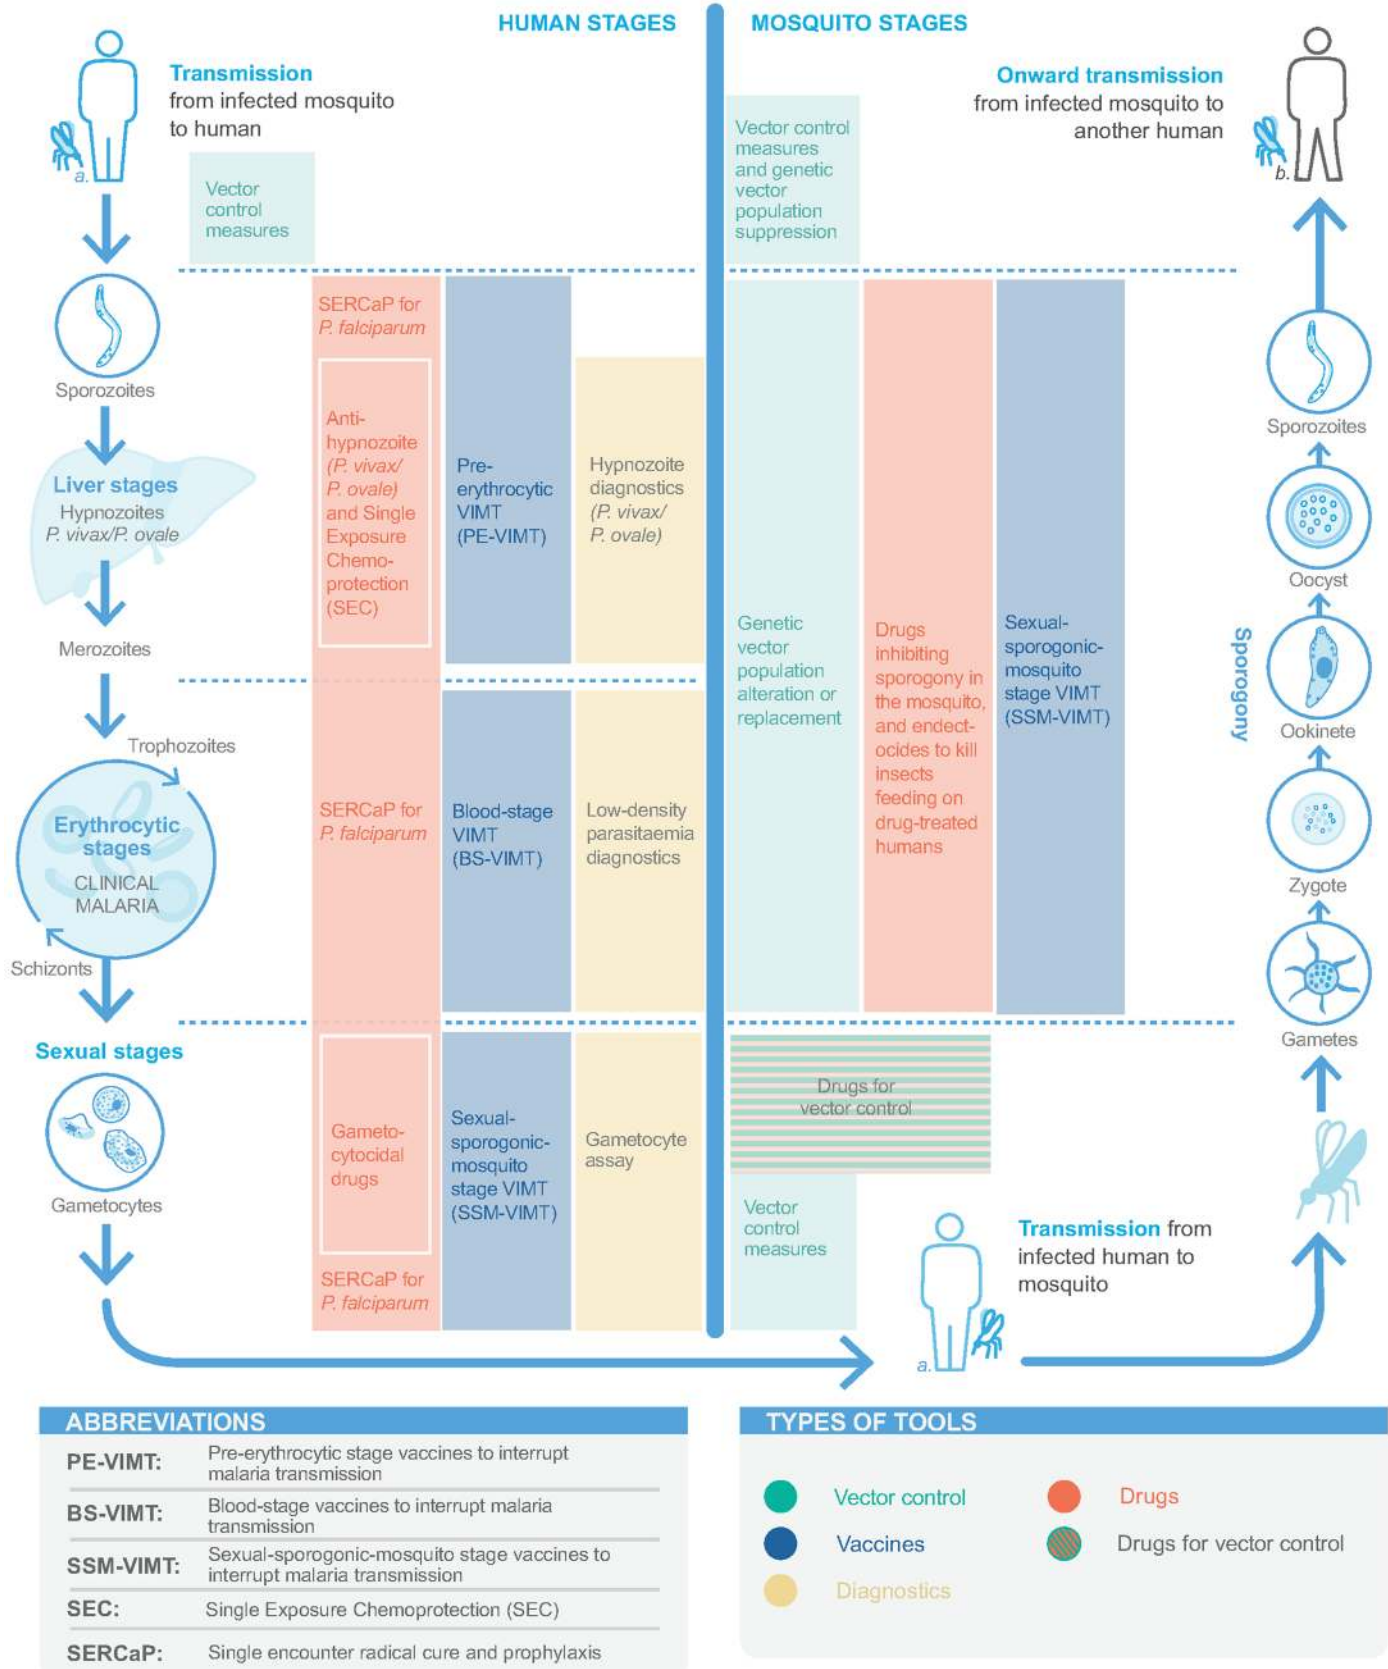 HUMAN STAGES
MOSQUITO STAGES
Transmission
from infected mosquito
to human
a.
Vector
control
measures
Vector control
measures
and genetic
vector
population
suppression
Onward transmission
from infected mosquito to
another human
b.
Sporozoites
Liver stages
Hypnozoites
P. vivax/P. ovale
Merozoites
Trophozoites
Erythrocytic
stages
CLINICAL
MALARIA
Schizonts
Sexual stages
Gametocytes
SERCaP for
P. falciparum
Anti-
hypnozoite
(P. vivax/
P. ovale)
and Single
Exposure
Chemo-
protection
(SEC)
Pre-
erythrocytic
VIMT
(PE-VIMT)
Hypnozoite
diagnostics
(P. vivax/
P. ovale)
SERCaP for
P. falciparum
Blood-stage
VIMT
(BS-VIMT)
Low-density
parasitaemia
diagnostics
Gameto-
cytocidal
drugs
SERCaP for
P. falciparum
Sexual-
sporogonic-
mosquito
stage VIMT
(SSM-VIMT)
Gametocyte
assay
Genetic
vector
population
alteration or
replacement
Drugs
inhibiting
sporogony in
the mosquito,
and endect-
ocides to kill
insects
feeding on
drug-treated
humans
Sexual-
sporogonic-
mosquito
stage VIMT
(SSM-VIMT)
Drugs for
vector control
Vector
control
measures
a.
Transmission from
infected human to
mosquito
Sporozoites
Oocyst
Sporogony
Ookinete
Zygote
Gametes
ABBREVIATIONS
PE-VIMT: Pre-erythrocytic stage vaccines to interrupt
malaria transmission
BS-VIMT: Blood-stage vaccines to interrupt malaria
transmission
SSM-VIMT: Sexual-sporogonic-mosquito stage vaccines to
interrupt malaria transmission
SEC: Single Exposure Chemoprotection (SEC)
SERCaP: Single encounter radical cure and prophylaxis
TYPES OF TOOLS
Vector control
Drugs
Vaccines
Drugs for vector control
Diagnostics